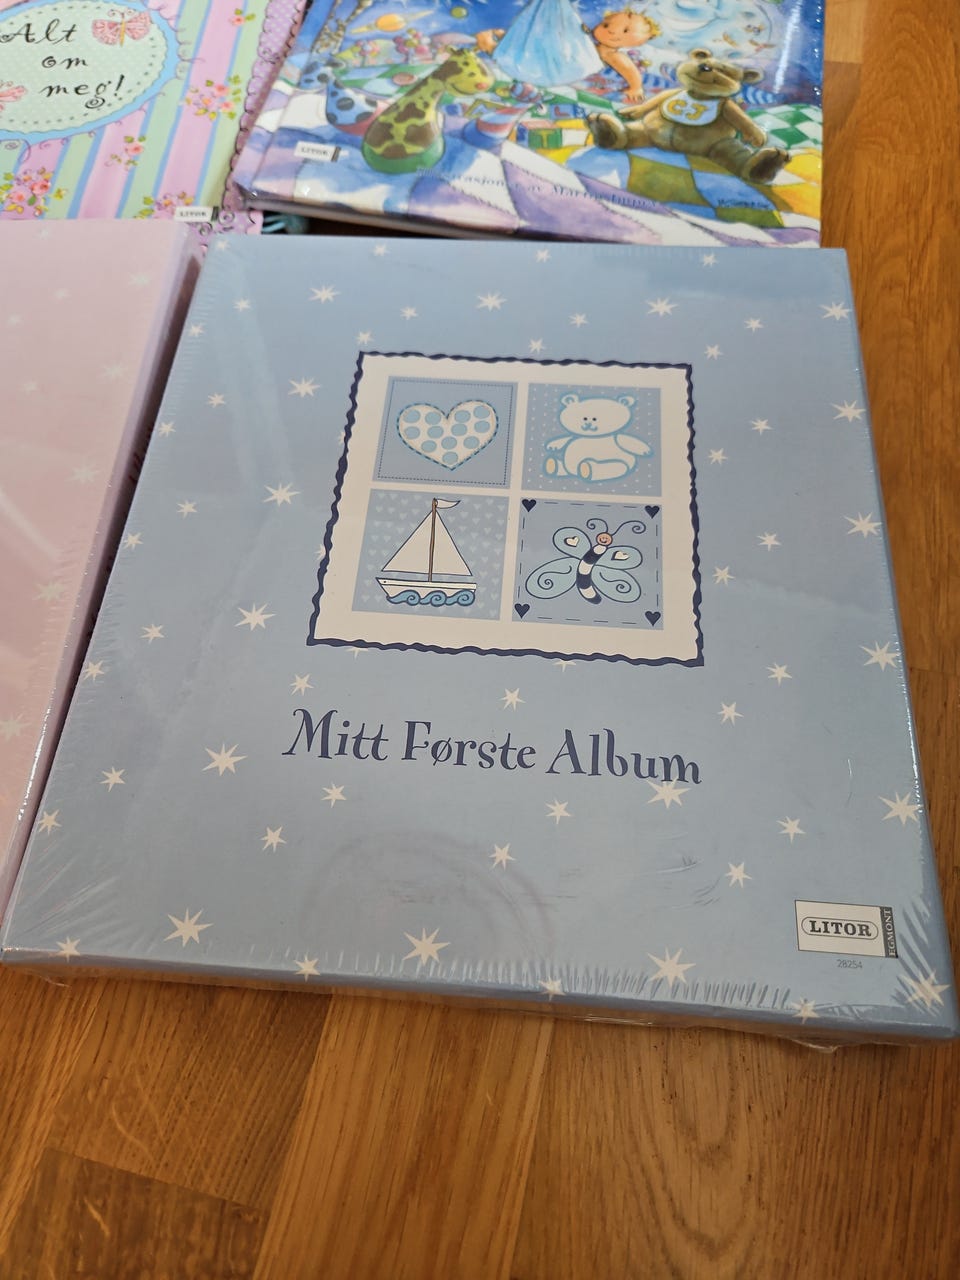 Alt
om
meg!
LITOR
LITOR
Mitt Første Album
LITOR
EGMONT
28254